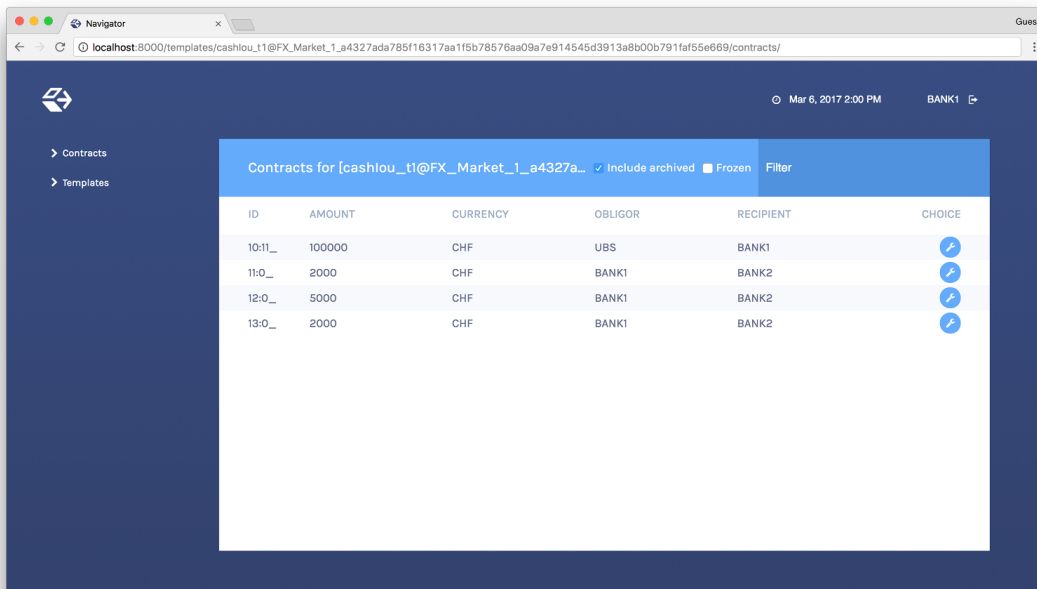 Navigator
Gues
localhost:8000/templates/cashlou_t1@FX_Market_1_a4327ada785f16317aa1f5b78576aa09a7e914545d3913a8b00b791faf55e669/contracts/
Mar 6, 2017 2:00 PM BANK1
Contracts
Templates
Contracts for [cashIou_t1@FX_Market_1_a4327a... Include archived Frozen Filter
ID AMOUNT CURRENCY OBLIGOR RECIPIENT CHOICE
10:11_ 100000 CHF UBS BANK1
11:0_ 2000 CHF BANK1 BANK2
12:0_ 5000 CHF BANK1 BANK2
13:0_ 2000 CHF BANK1 BANK2